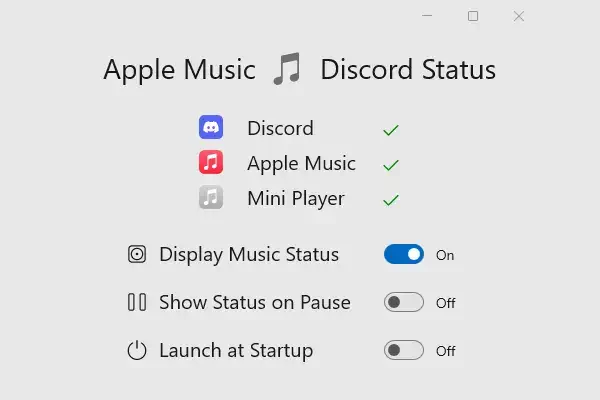 Apple Music Discord Status
Discord
Apple Music
Mini Player
Display Music Status On
Show Status on Pause Off
Launch at Startup Off